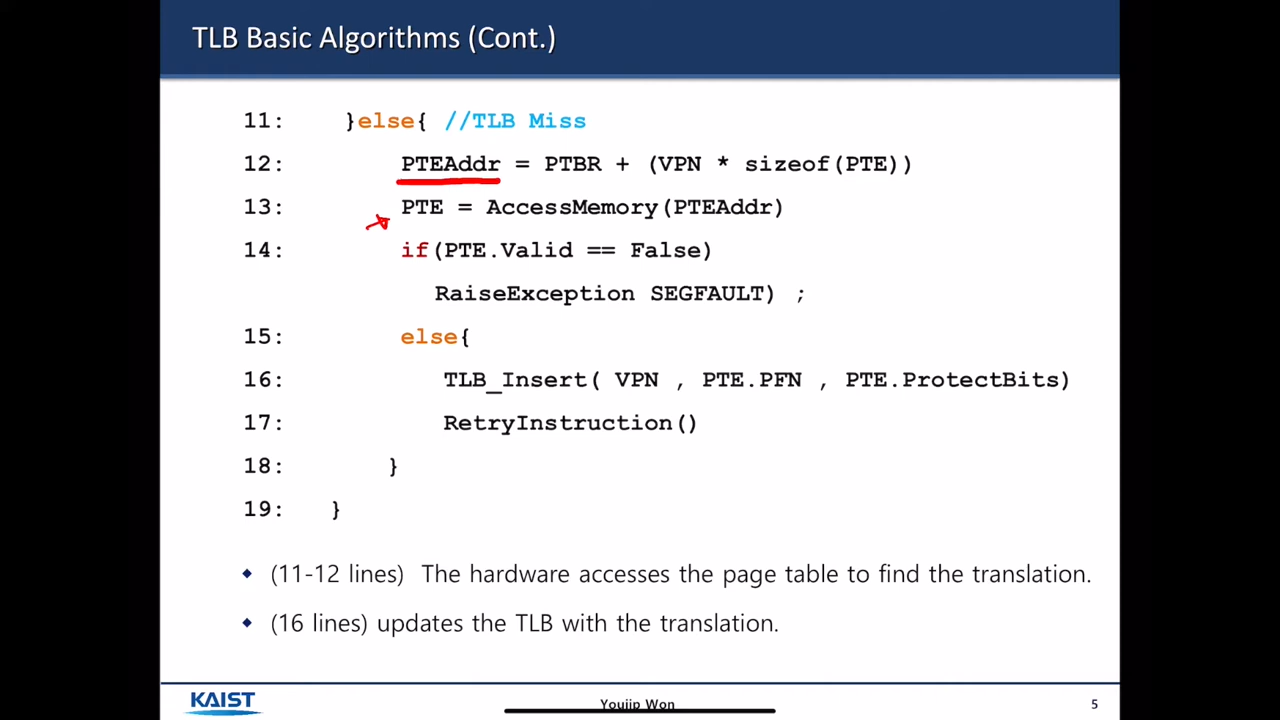 TLB Basic Algorithms (Cont.)
11: }else{ //TLB Miss
12: PTEAddr = PTBR + (VPN * sizeof(PTE))
13: PTE = AccessMemory(PTEAddr)
14: if(PTE.Valid == False)
RaiseException SEGFAULT) ;
15: else{
16: TLB_Insert( VPN , PTE.PFN , PTE.ProtectBits)
17: RetryInstruction()
18: }
19: }
◆ (11-12 lines) The hardware accesses the page table to find the translation.
◆ (16 lines) updates the TLB with the translation.
KAIST
Youjip Won
5